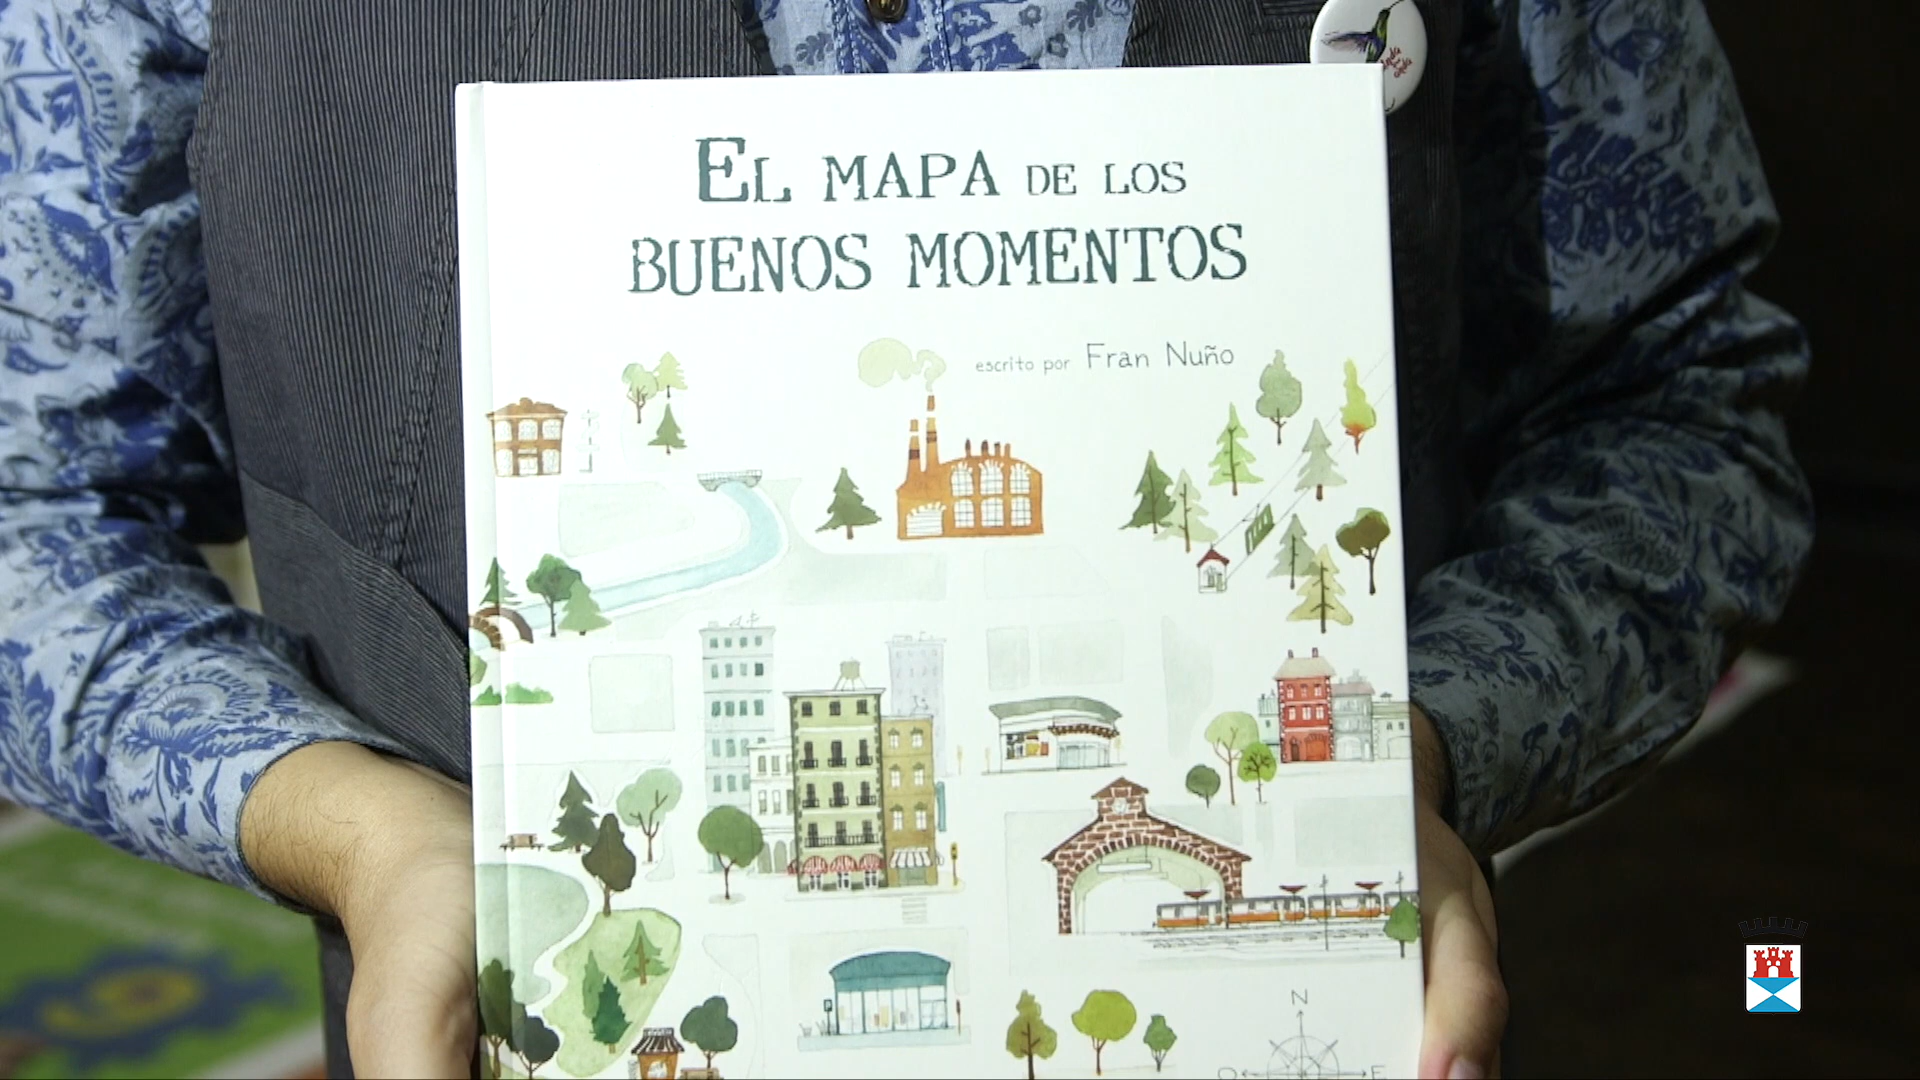 EL MAPA DE LOS
BUENOS MOMENTOS
escrito por Fran Nuño
N
O E